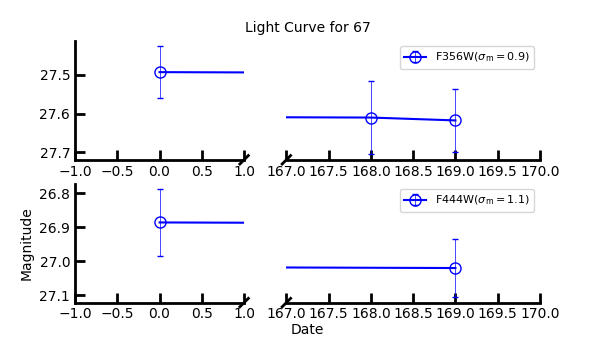 Light Curve for 67
F356W(σm = 0.9)
27.5
27.6
27.7
−1.0 −0.5 0.0 0.5 1.0 167.0 167.5 168.0 168.5 169.0 169.5 170.0
F444W(σm = 1.1)
26.8
26.9
27.0
27.1
Magnitude
−1.0 −0.5 0.0 0.5 1.0 167.0 167.5 168.0 168.5 169.0 169.5 170.0
Date